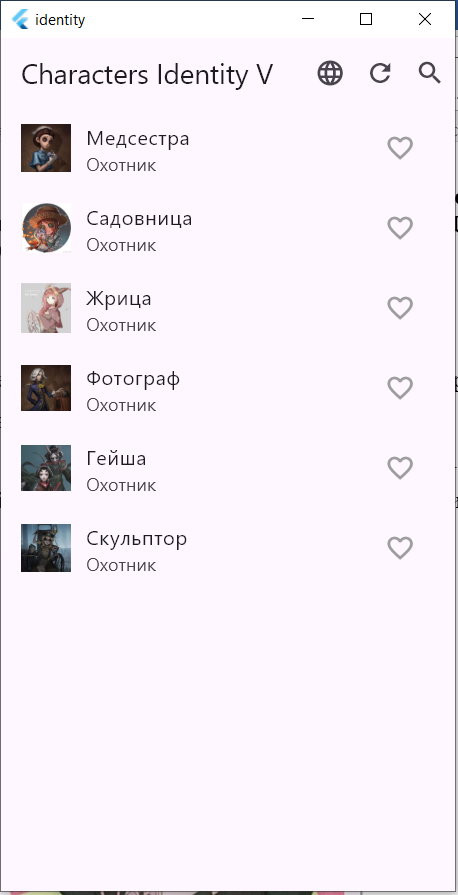 identity
Characters Identity V
Медсестра
Охотник
Садовница
Охотник
Жрица
Охотник
Фотограф
Охотник
Гейша
Охотник
Скульптор
Охотник